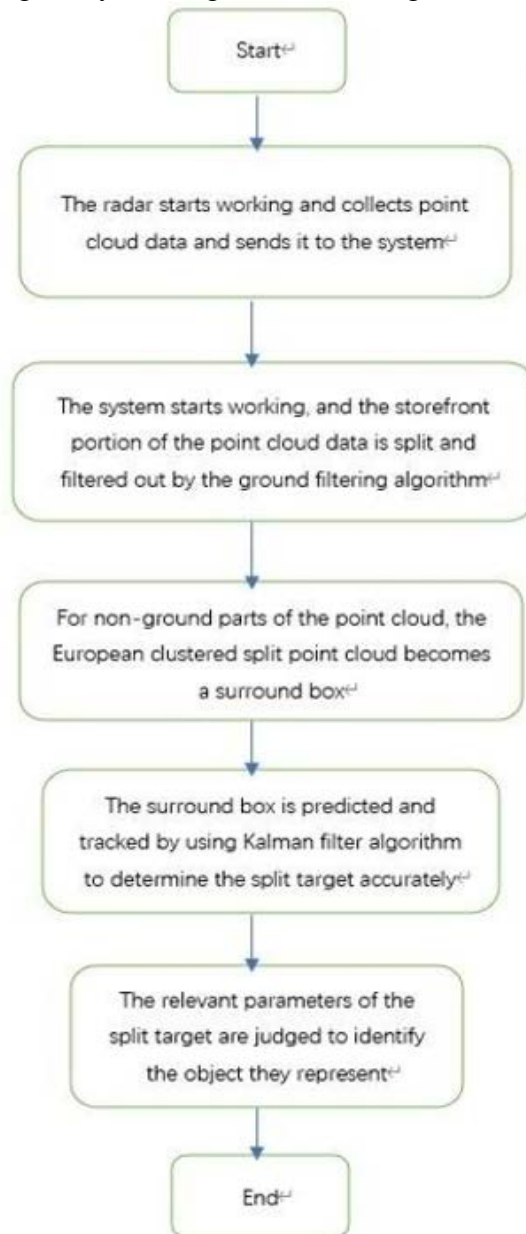 Start↵
The radar starts working and collects point
cloud data and sends it to the system↵
The system starts working, and the storefront
portion of the point cloud data is split and
filtered out by the ground filtering algorithm↵
For non-ground parts of the point cloud, the
European clustered split point cloud becomes
a surround box↵
The surround box is predicted and
tracked by using Kalman filter algorithm
to determine the split target accurately↵
The relevant parameters of the
split target are judged to identify
the object they represent↵
End↵